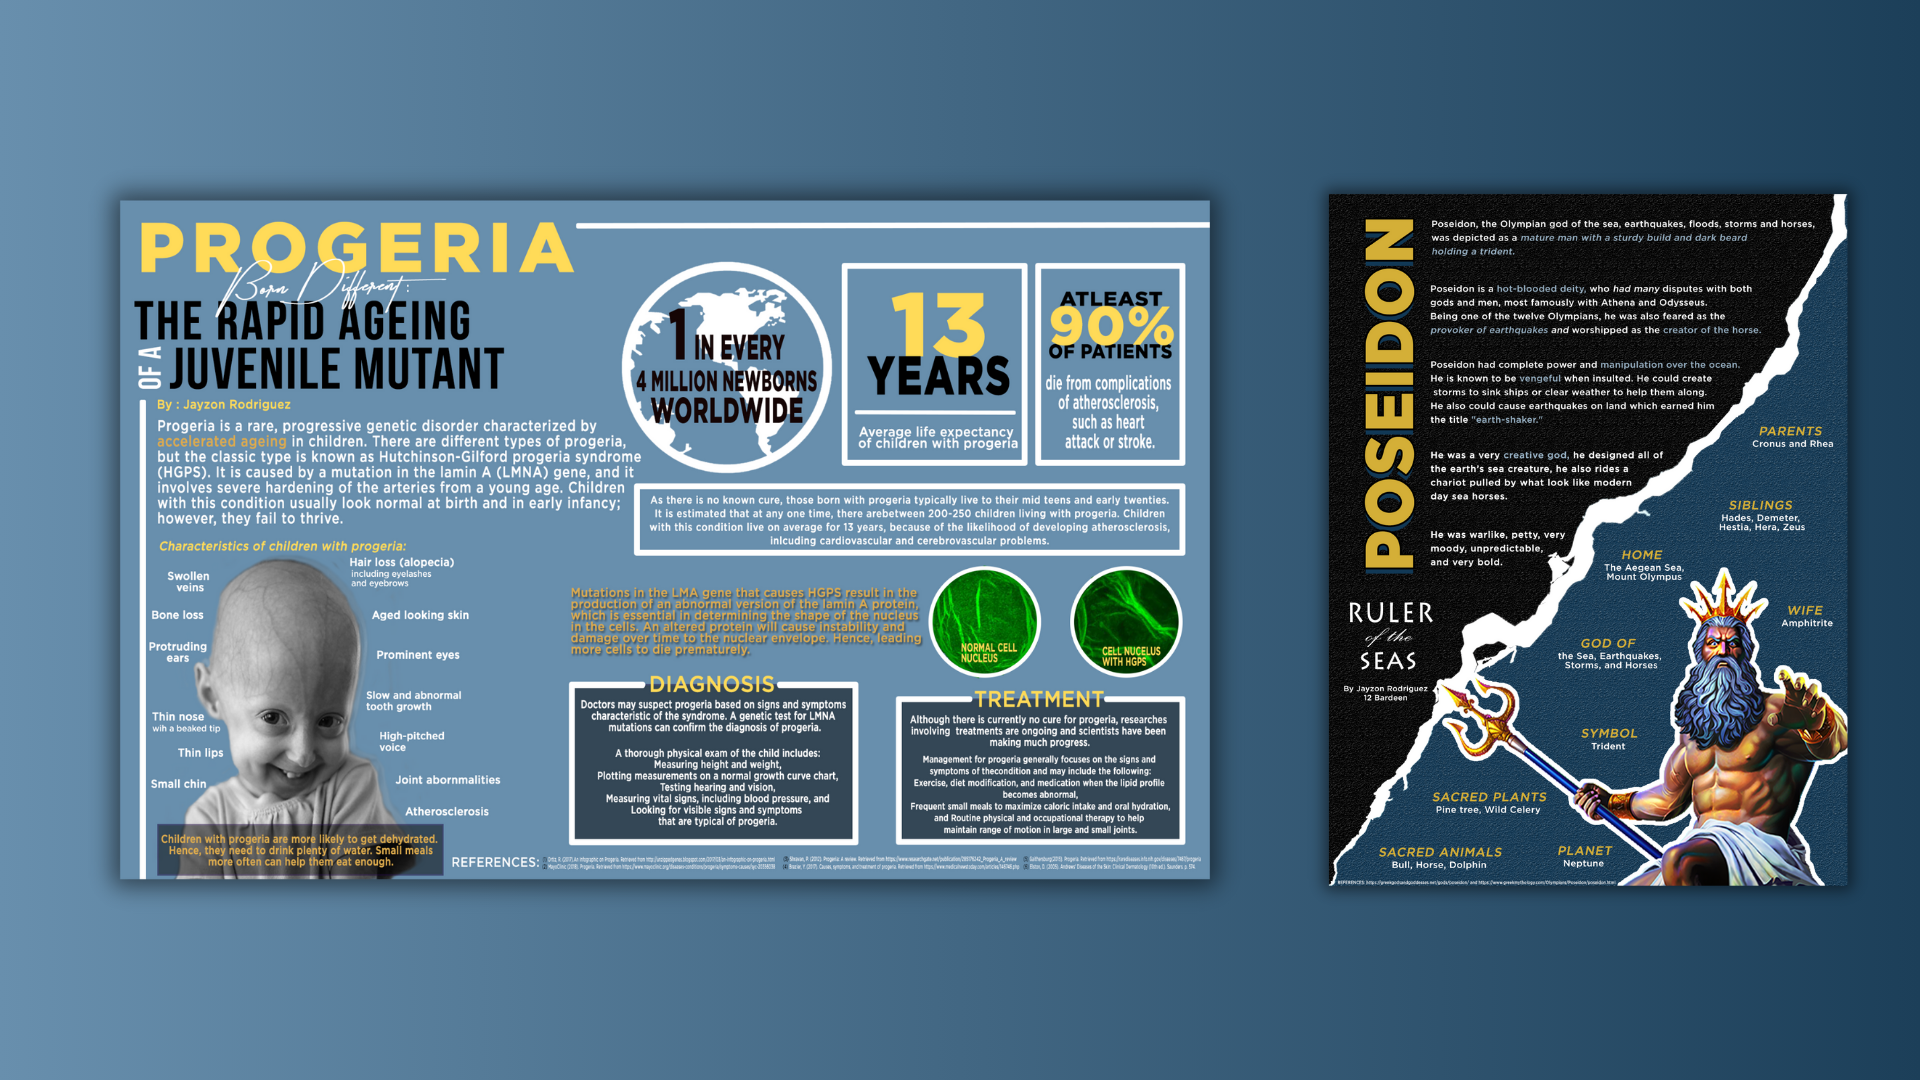 PROGERIA
Born Different:
THE RAPID AGEING
OF A JUVENILE MUTANT
By : Jayzon Rodriguez
Progeria is a rare, progressive genetic disorder characterized by
accelerated ageing in children. There are different types of progeria,
but the classic type is known as Hutchinson-Gilford progeria syndrome
(HGPS). It is caused by a mutation in the lamin A (LMNA) gene, and it
involves severe hardening of the arteries from a young age. Children
with this condition usually look normal at birth and in early infancy;
however, they fail to thrive.
Characteristics of children with progeria:
Swollen
veins
Bone loss
Protruding
ears
Thin nose
wih a beaked tip
Thin lips
Small chin
Hair loss (alopecia)
including eyelashes
and eyebrows
Aged looking skin
Prominent eyes
Slow and abnormal
tooth growth
High-pitched
voice
Joint abornmalities
Atherosclerosis
Children with progeria are more likely to get dehydrated.
Hence, they need to drink plenty of water. Small meals
more often can help them eat enough.
1 IN EVERY
4 MILLION NEWBORNS
WORLDWIDE
13
YEARS
Average life expectancy
of children with progeria
ATLEAST
90%
OF PATIENTS
die from complications
of atherosclerosis,
such as heart
attack or stroke.
As there is no known cure, those born with progeria typically live to their mid teens and early twenties.
It is estimated that at any one time, there arebetween 200-250 children living with progeria. Children
with this condition live on average for 13 years, because of the likelihood of developing atherosclerosis,
inlcuding cardiovascular and cerebrovascular problems.
Mutations in the LMA gene that causes HGPS result in the
production of an abnormal version of the lamin A protein,
which is essential in determining the shape of the nucleus
in the cells. An altered protein will cause instability and
damage over time to the nuclear envelope. Hence, leading
more cells to die prematurely.
NORMAL CELL
NUCLEUS
CELL NUCELUS
WITH HGPS
DIAGNOSIS
Doctors may suspect progeria based on signs and symptoms
characteristic of the syndrome. A genetic test for LMNA
mutations can confirm the diagnosis of progeria.
A thorough physical exam of the child includes:
Measuring height and weight,
Plotting measurements on a normal growth curve chart,
Testing hearing and vision,
Measuring vital signs, including blood pressure, and
Looking for visible signs and symptoms
that are typical of progeria.
TREATMENT
Although there is currently no cure for progeria, researches
involving treatments are ongoing and scientists have been
making much progress.
Management for progeria generally focuses on the signs and
symptoms of thecondition and may include the following:
Exercise, diet modification, and medication when the lipid profile
becomes abnormal,
Frequent small meals to maximize caloric intake and oral hydration,
and Routine physical and occupational therapy to help
maintain range of motion in large and small joints.
REFERENCES:
POSEIDON
Poseidon, the Olympian god of the sea, earthquakes, floods, storms and horses,
was depicted as a mature man with a sturdy build and dark beard
holding a trident.
Poseidon is a hot-blooded deity, who had many disputes with both
gods and men, most famously with Athena and Odysseus.
Being one of the twelve Olympians, he was also feared as the
provoker of earthquakes and worshipped as the creator of the horse.
Poseidon had complete power and manipulation over the ocean.
He is known to be vengeful when insulted. He could create
storms to sink ships or clear weather to help them along.
He also could cause earthquakes on land which earned him
the title "earth-shaker."
He was a very creative god, he designed all of
the earth's sea creature, he also rides a
chariot pulled by what look like modern
day sea horses.
He was warlike, petty, very
moody, unpredictable,
and very bold.
RULER
of the
SEAS
By Jayzon Rodriguez
12 Bardeen
PARENTS
Cronus and Rhea
SIBLINGS
Hades, Demeter,
Hestia, Hera, Zeus
HOME
The Aegean Sea,
Mount Olympus
WIFE
Amphitrite
GOD OF
the Sea, Earthquakes,
Storms, and Horses
SYMBOL
Trident
SACRED PLANTS
Pine tree, Wild Celery
SACRED ANIMALS
Bull, Horse, Dolphin
PLANET
Neptune